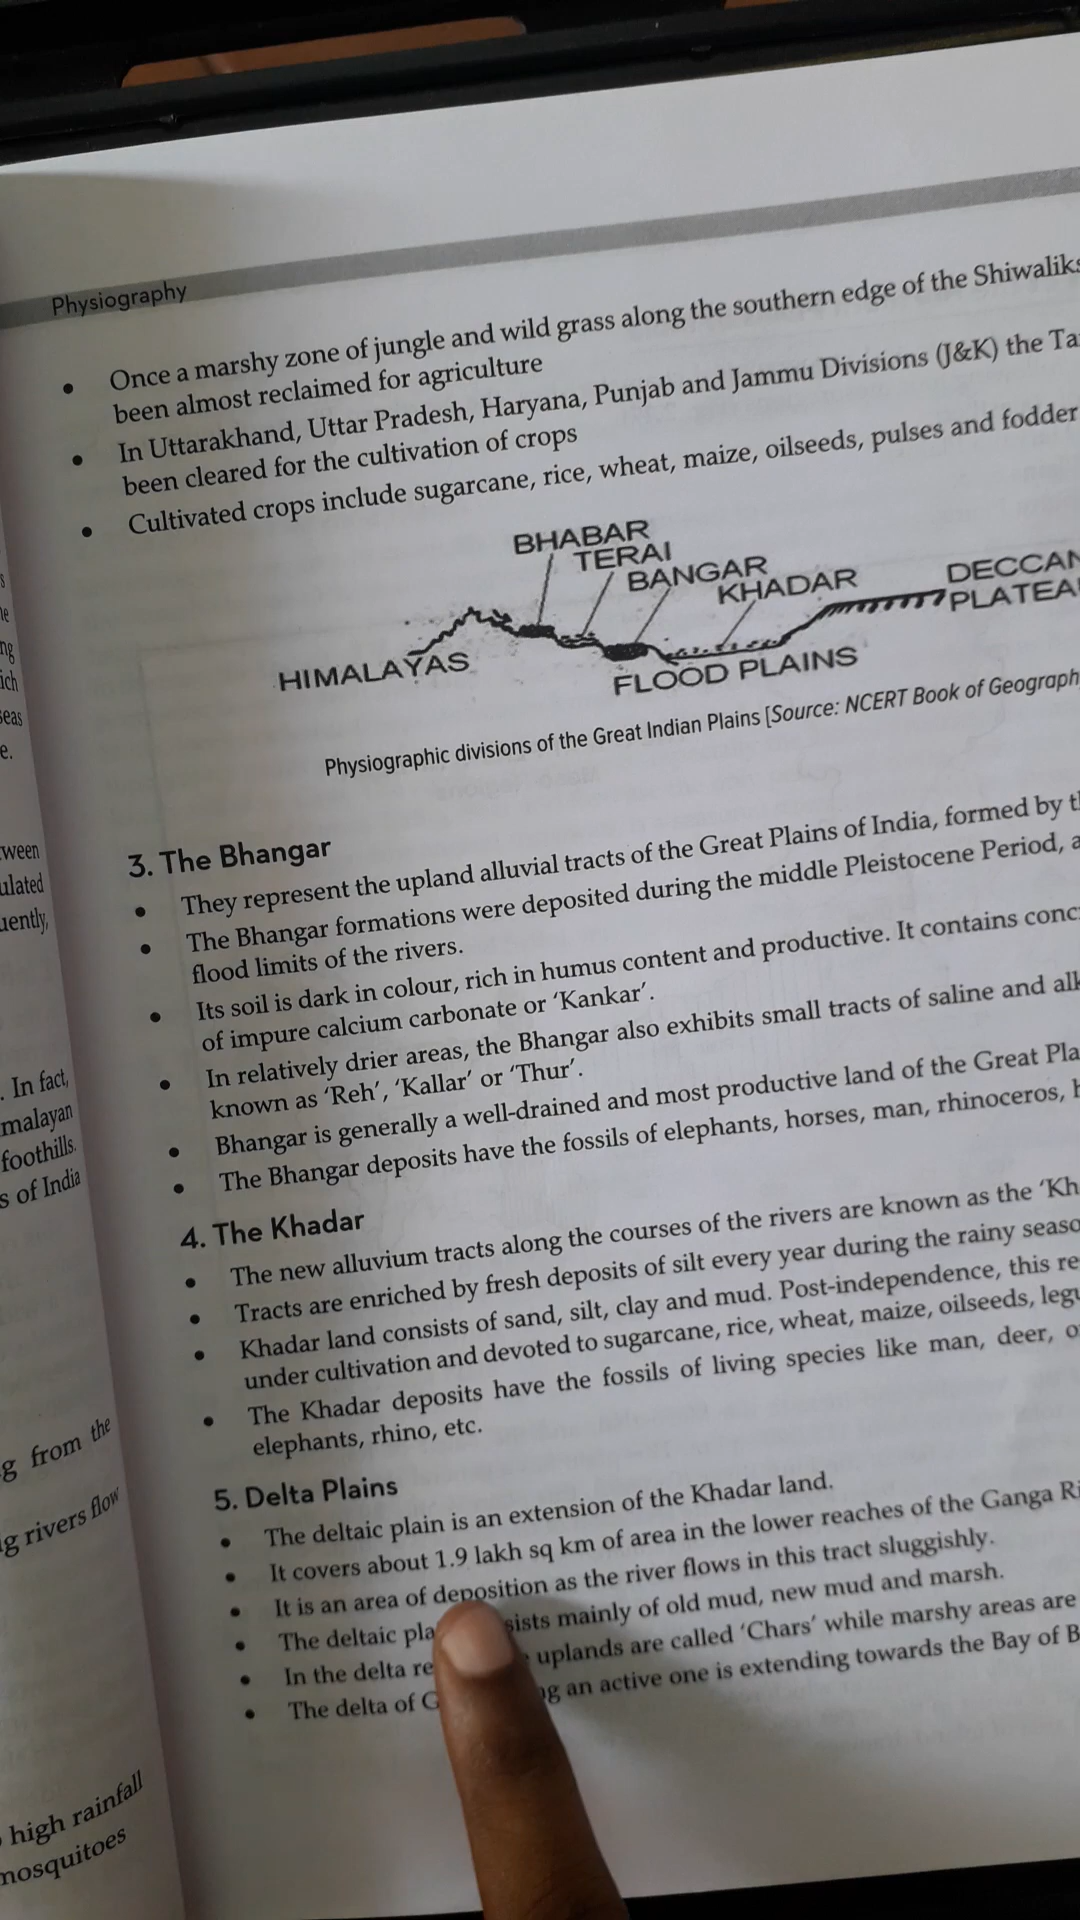 Physiography
• Once a marshy zone of jungle and wild grass along the southern edge of the Shiwaliks
been almost reclaimed for agriculture
• In Uttarakhand, Uttar Pradesh, Haryana, Punjab and Jammu Divisions (J&K) the
been cleared for the cultivation of crops
• Cultivated crops include sugarcane, rice, wheat, maize, oilseeds, pulses and fodder
BHABAR
TERAI
BANGAR
KHADAR
DECCAN
PLATEA
HIMALAYAS
FLOOD PLAINS
Physiographic divisions of the Great Indian Plains [Source: NCERT Book of Geograph
3. The Bhangar
• They represent the upland alluvial tracts of the Great Plains of India, formed by
• The Bhangar formations were deposited during the middle Pleistocene Period,
flood limits of the rivers.
• Its soil is dark in colour, rich in humus content and productive. It contains
of impure calcium carbonate or 'Kankar'.
• In relatively drier areas, the Bhangar also exhibits small tracts of saline and
known as 'Reh', 'Kallar' or 'Thur'.
• Bhangar is generally a well-drained and most productive land of the Great
• The Bhangar deposits have the fossils of elephants, horses, man, rhinoceros,
4. The Khadar
• The new alluvium tracts along the courses of the rivers are known as the
• Tracts are enriched by fresh deposits of silt every year during the rainy
• Khadar land consists of sand, silt, clay and mud. Post-independence, this
under cultivation and devoted to sugarcane, rice, wheat, maize, oilseeds,
• The Khadar deposits have the fossils of living species like man, deer,
elephants, rhino, etc.
5. Delta Plains
• The deltaic plain is an extension of the Khadar land.
• It covers about 1.9 lakh sq km of area in the lower reaches of the Ganga
• It is an area of deposition as the river flows in this tract sluggishly.
• The deltaic pla sists mainly of old mud, new mud and marsh.
• In the delta re uplands are called 'Chars' while marshy areas are
• The delta of G ng an active one is extending towards the Bay of B
ween
ulated
uently,
. In fact,
malayan
foothills.
s of India
g from the
g rivers flow
high rainfall
mosquitoes